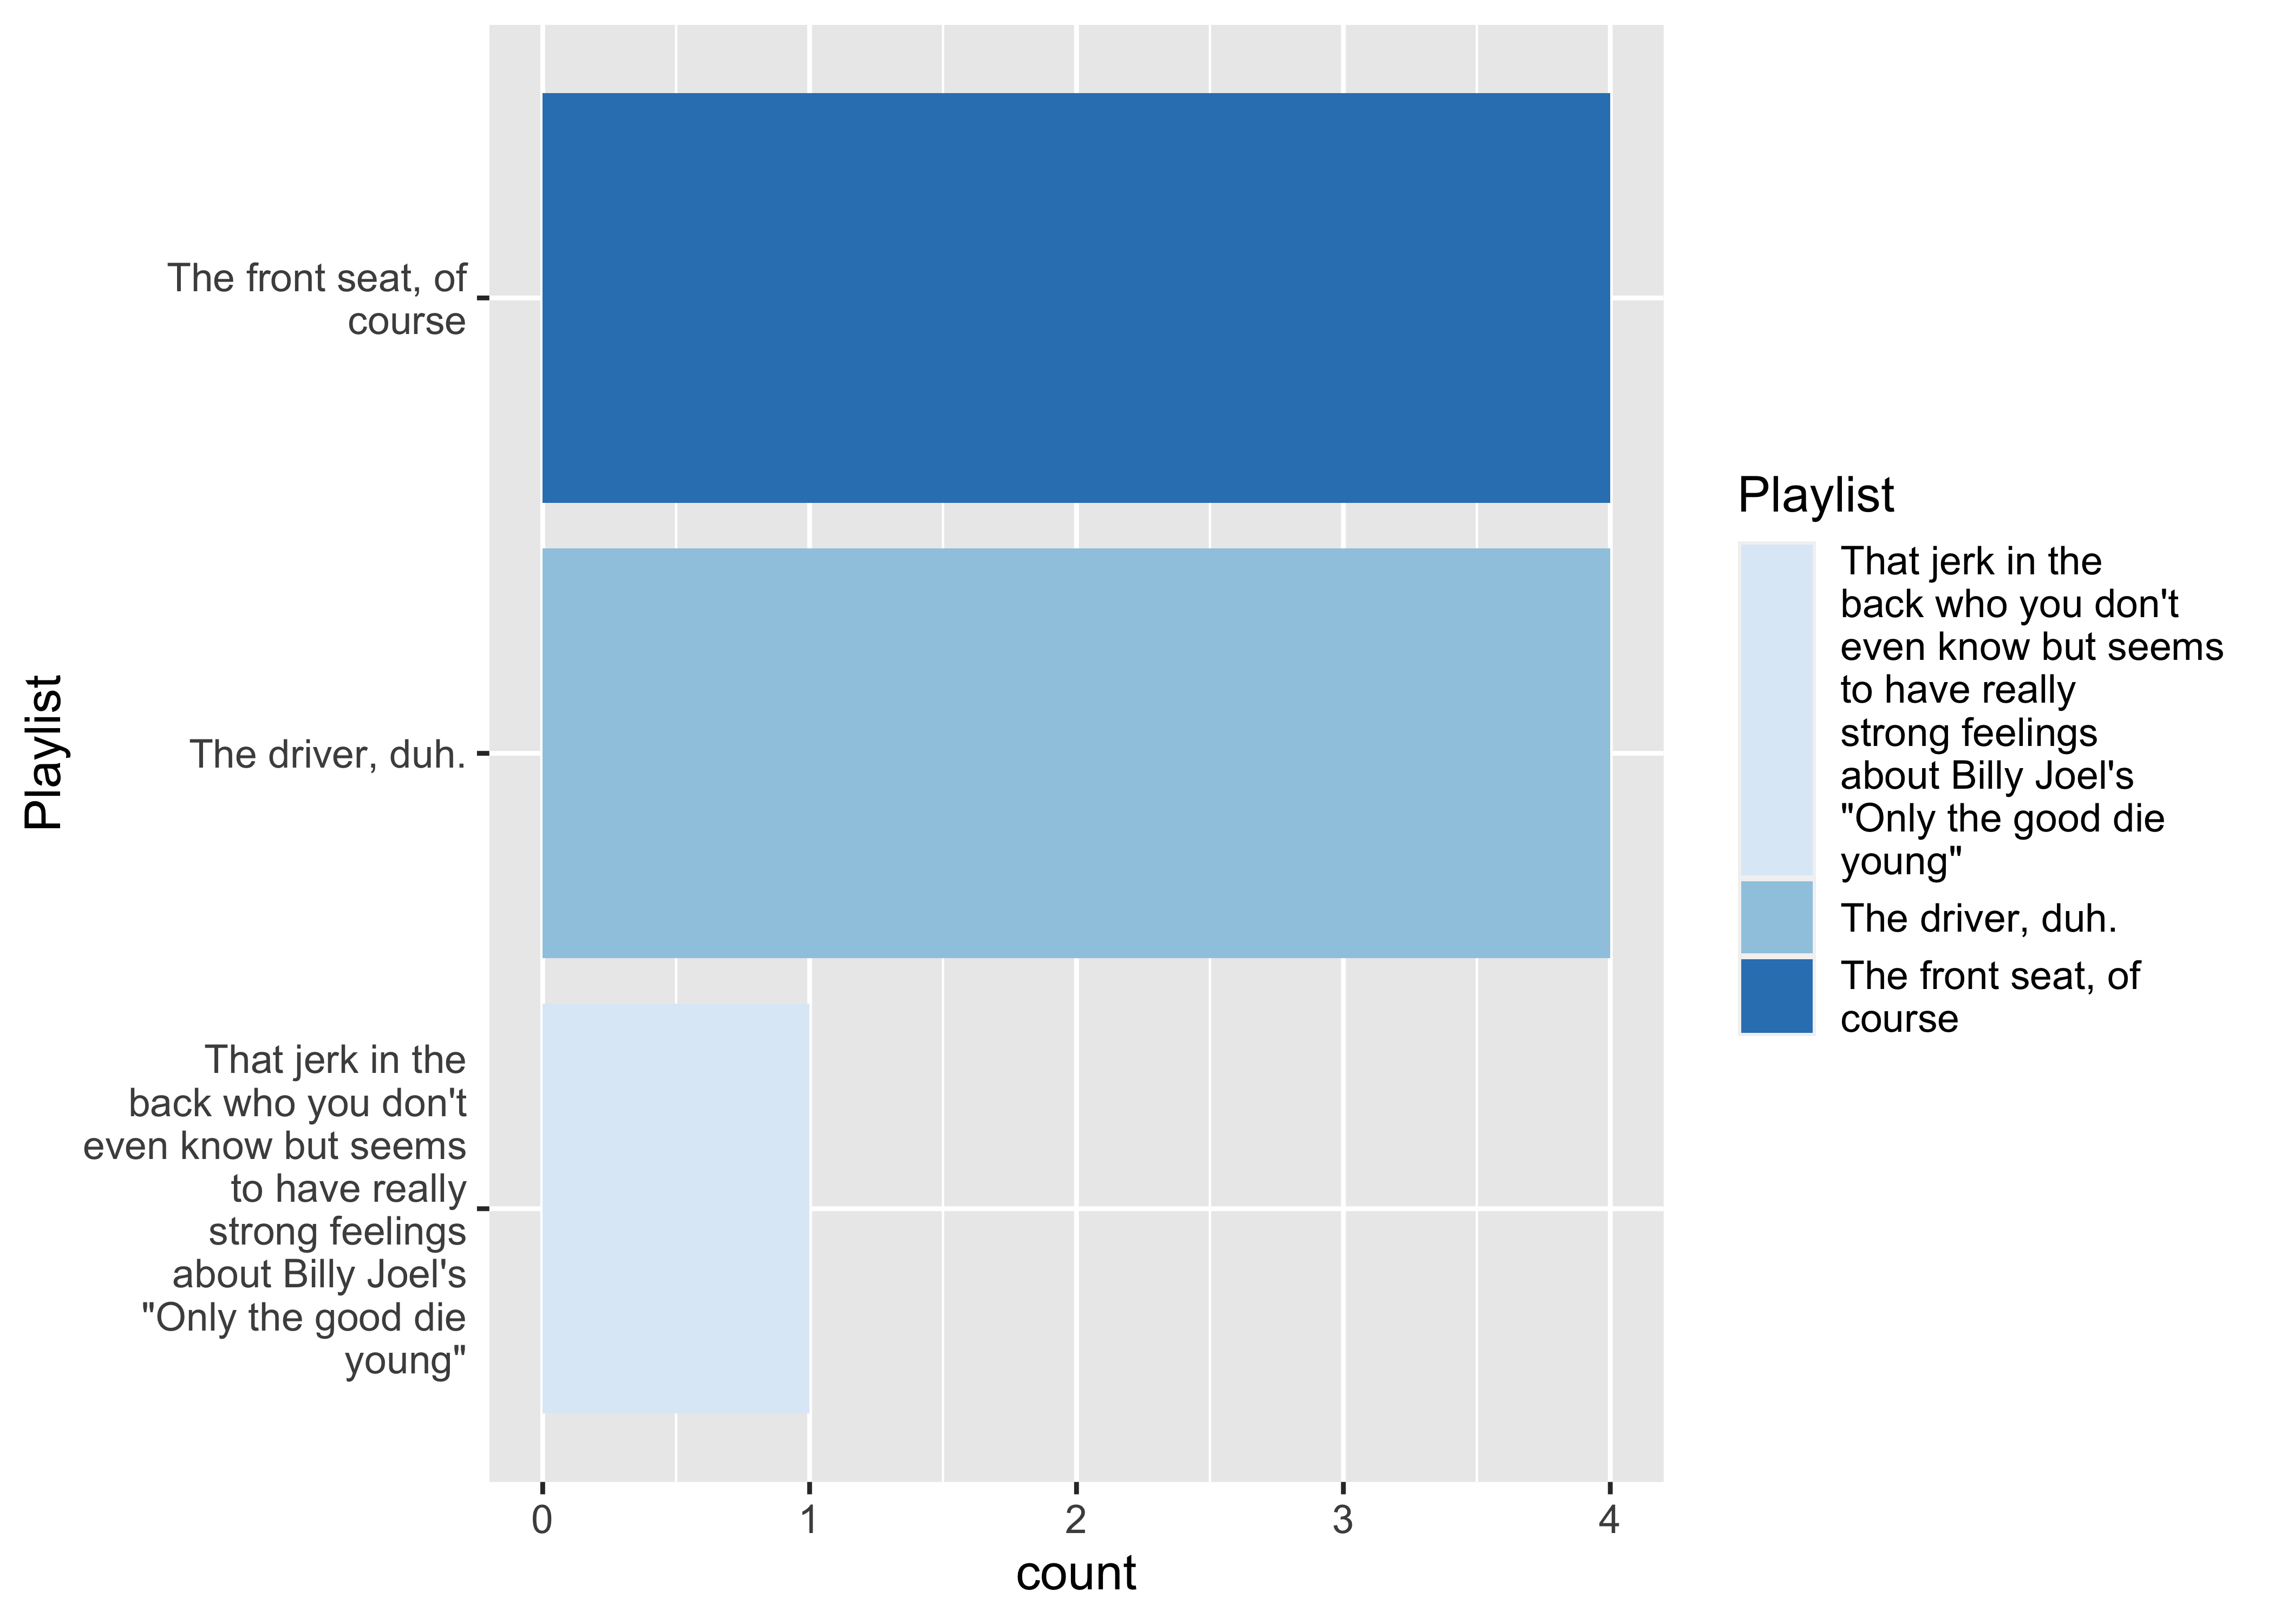 The front seat, of
course
The driver, duh.
That jerk in the
back who you don't
even know but seems
to have really
strong feelings
about Billy Joel's
"Only the good die
young"
Playlist
0 1 2 3 4
count
Playlist
That jerk in the
back who you don't
even know but seems
to have really
strong feelings
about Billy Joel's
"Only the good die
young"
The driver, duh.
The front seat, of
course